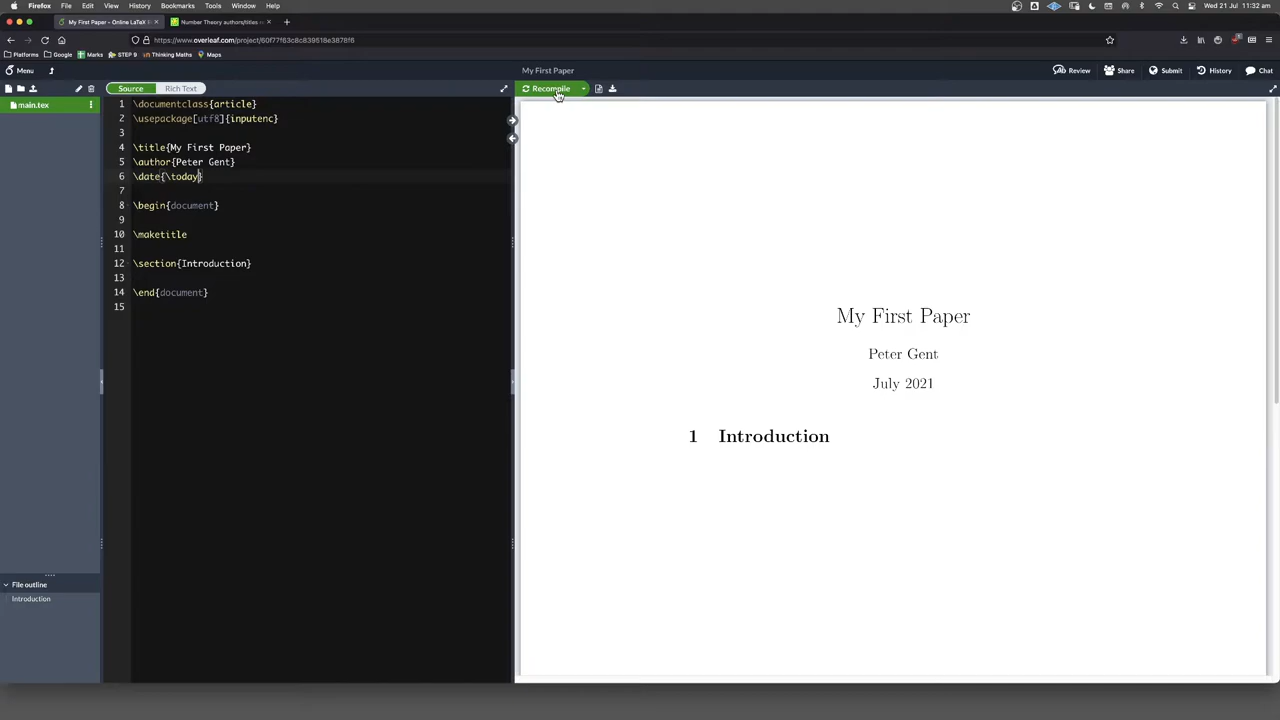 Firefox File Edit View History Bookmarks Tools Window Help Wed 21 Jul 11:32 am
My First Paper - Online LaTeX Number Theory authors/titles re
https://www.overleaf.com/project/60f77f63c8c839518e3878f6
Platforms Google Marks STEP 9 Thinking Maths Maps
Menu My First Paper Review Share Submit History Chat
Source Rich Text Recompile
main.tex
1 \documentclass{article}
2 \usepackage[utf8]{inputenc}
3
4 \title{My First Paper}
5 \author{Peter Gent}
6 \date{\today}
7
8 \begin{document}
9
10 \maketitle
11
12 \section{Introduction}
13
14 \end{document}
15
My First Paper
Peter Gent
July 2021
1 Introduction
File outline
Introduction